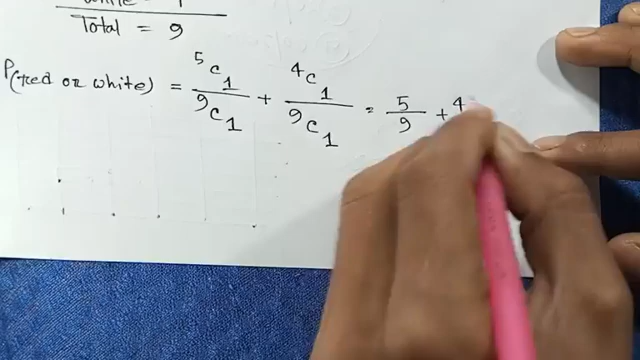 Total = 9
P(red or white) = ⁵C₁/⁹C₁ + ⁴C₁/⁹C₁ = 5/9 + 4